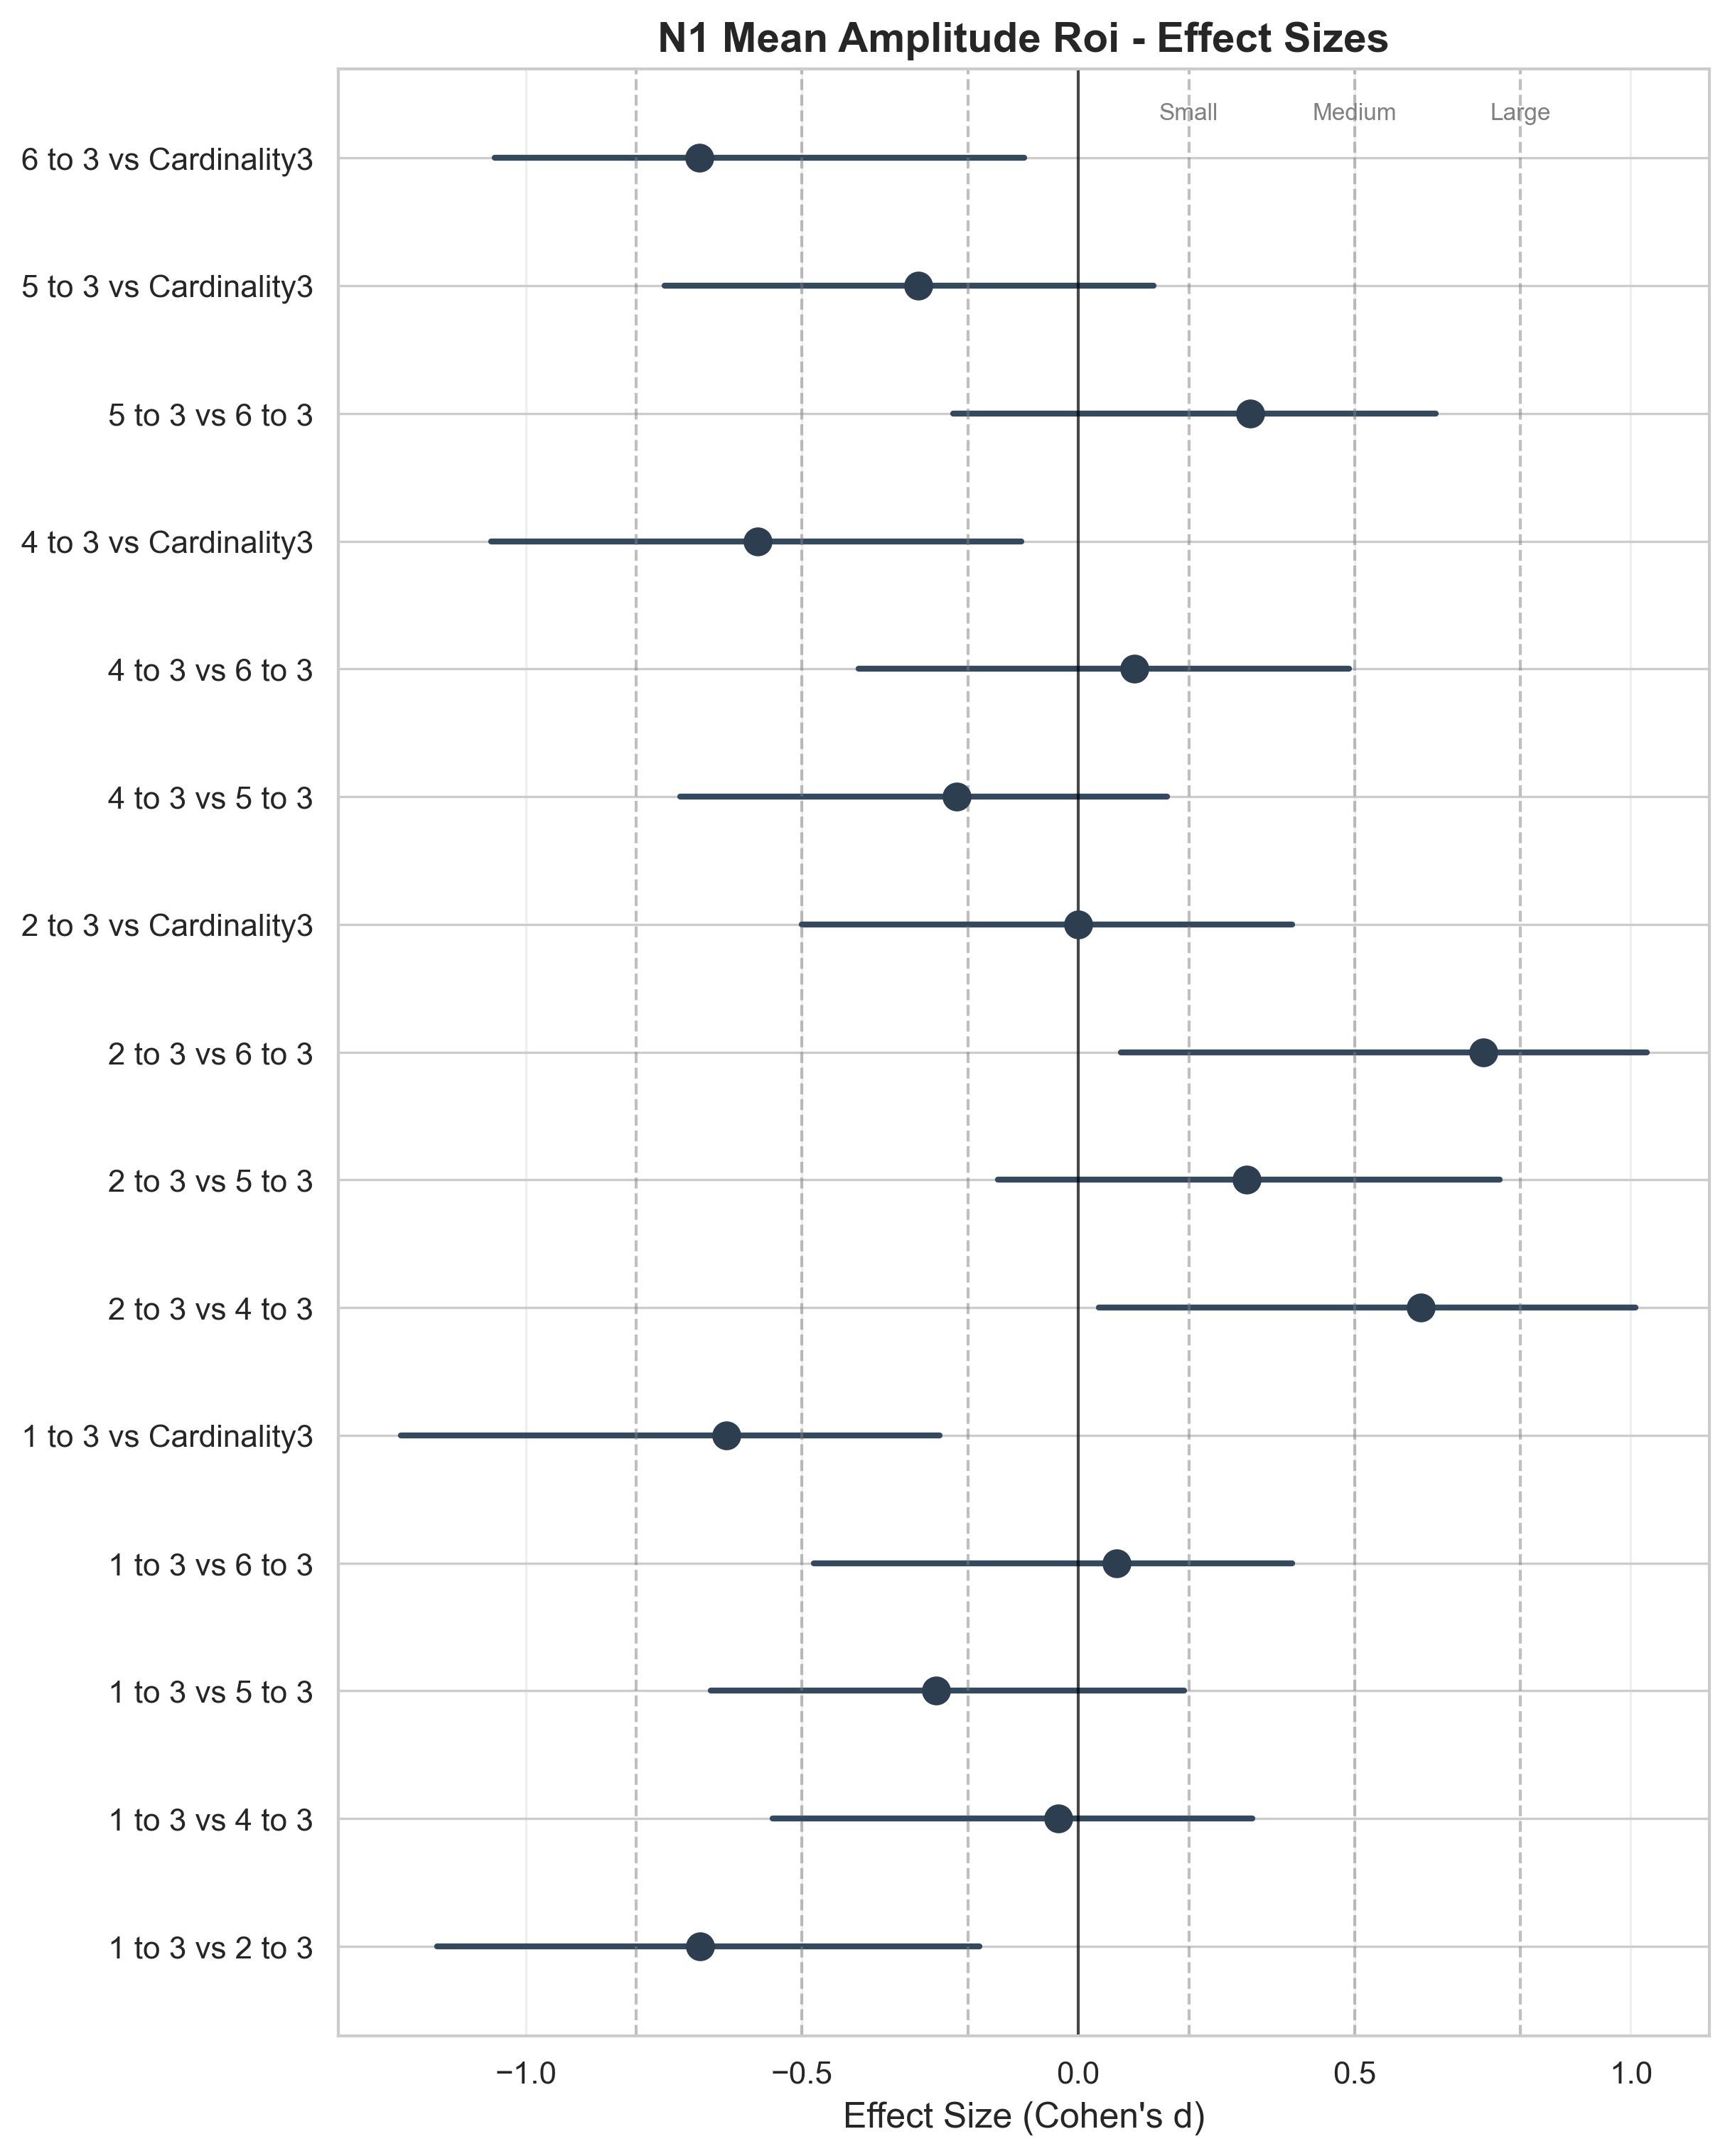 N1 Mean Amplitude Roi - Effect Sizes
Small Medium Large
6 to 3 vs Cardinality3
5 to 3 vs Cardinality3
5 to 3 vs 6 to 3
4 to 3 vs Cardinality3
4 to 3 vs 6 to 3
4 to 3 vs 5 to 3
2 to 3 vs Cardinality3
2 to 3 vs 6 to 3
2 to 3 vs 5 to 3
2 to 3 vs 4 to 3
1 to 3 vs Cardinality3
1 to 3 vs 6 to 3
1 to 3 vs 5 to 3
1 to 3 vs 4 to 3
1 to 3 vs 2 to 3
−1.0 −0.5 0.0 0.5 1.0
Effect Size (Cohen's d)